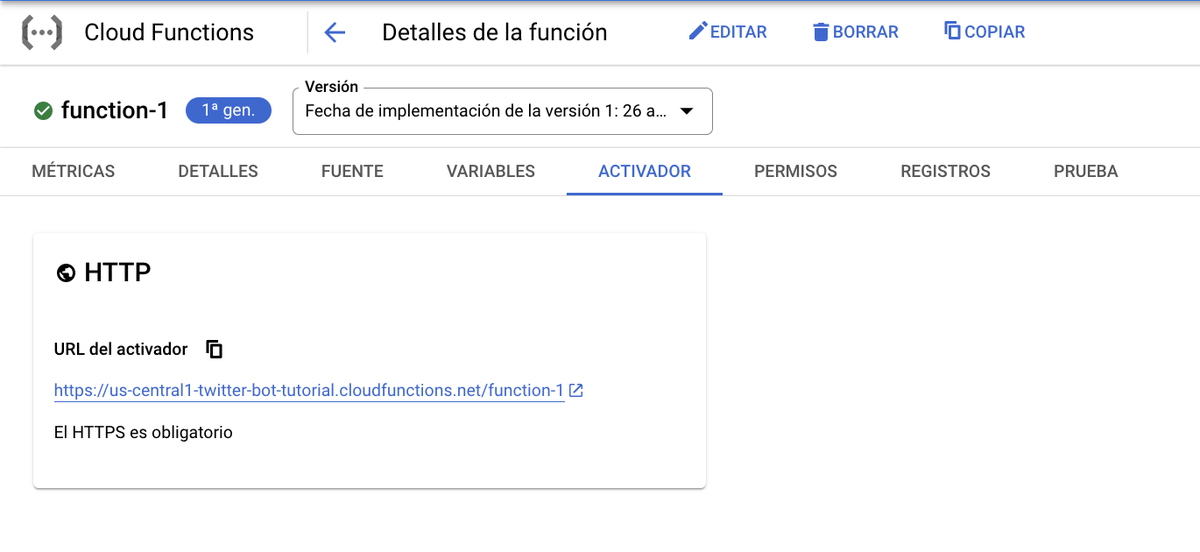 Cloud Functions
Detalles de la función
EDITAR
BORRAR
COPIAR
function-1
1ª gen.
Versión
Fecha de implementación de la versión 1: 26 a...
MÉTRICAS
DETALLES
FUENTE
VARIABLES
ACTIVADOR
PERMISOS
REGISTROS
PRUEBA
HTTP
URL del activador
https://us-central1-twitter-bot-tutorial.cloudfunctions.net/function-1
El HTTPS es obligatorio